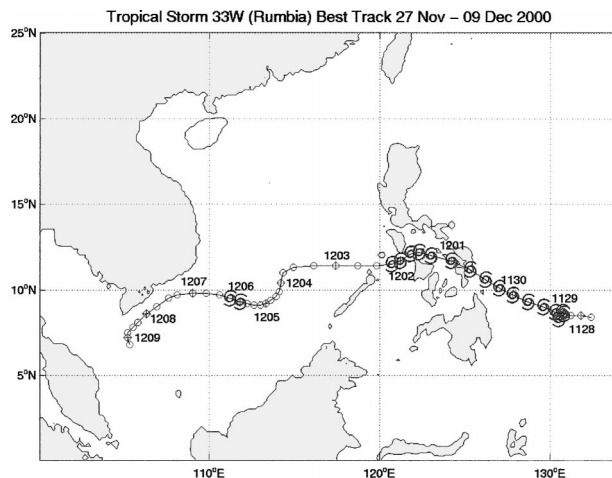 Tropical Storm 33W (Rumbia) Best Track 27 Nov – 09 Dec 2000
25°N
20°N
15°N
1201
1203
1202
10°N
1204
1130
1207
1206
1129
1205
1208
1128
1209
5°N
110°E
120°E
130°E